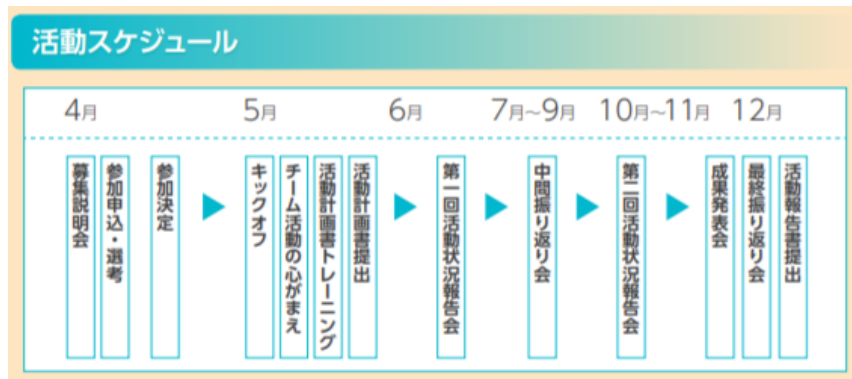 活動スケジュール
4月
5月
6月
7月~9月
10月~11月
12月
募集説明会
参加申込・選考
参加決定
キックオフ
チーム活動の心がまえ
活動計画書トレーニング
活動計画書提出
第一回活動状況報告会
中間振り返り会
第二回活動状況報告会
成果発表会
最終振り返り会
活動報告書提出